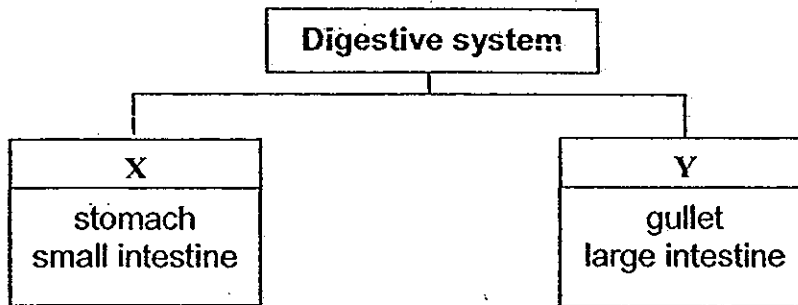 Digestive system
X
stomach
small intestine
Y
gullet
large intestine